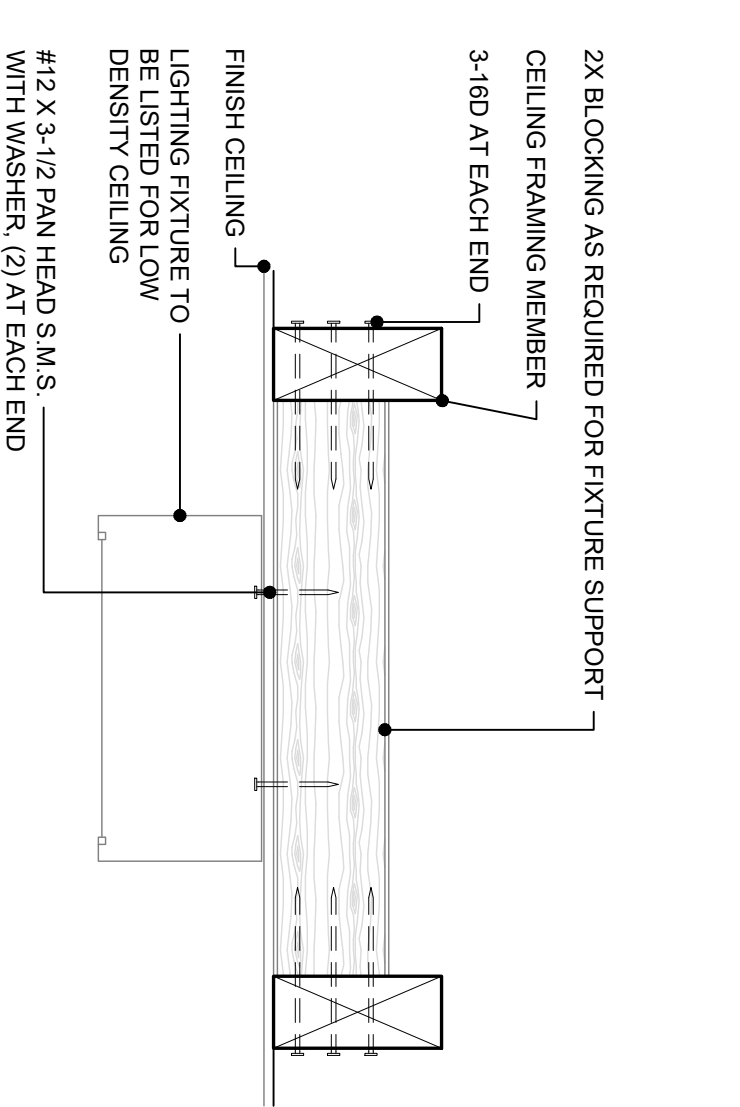 2X BLOCKING AS REQUIRED FOR FIXTURE SUPPORT
CEILING FRAMING MEMBER
3-16D AT EACH END
FINISH CEILING
LIGHTING FIXTURE TO
BE LISTED FOR LOW
DENSITY CEILING
#12 X 3-1/2 PAN HEAD S.M.S.
WITH WASHER, (2) AT EACH END